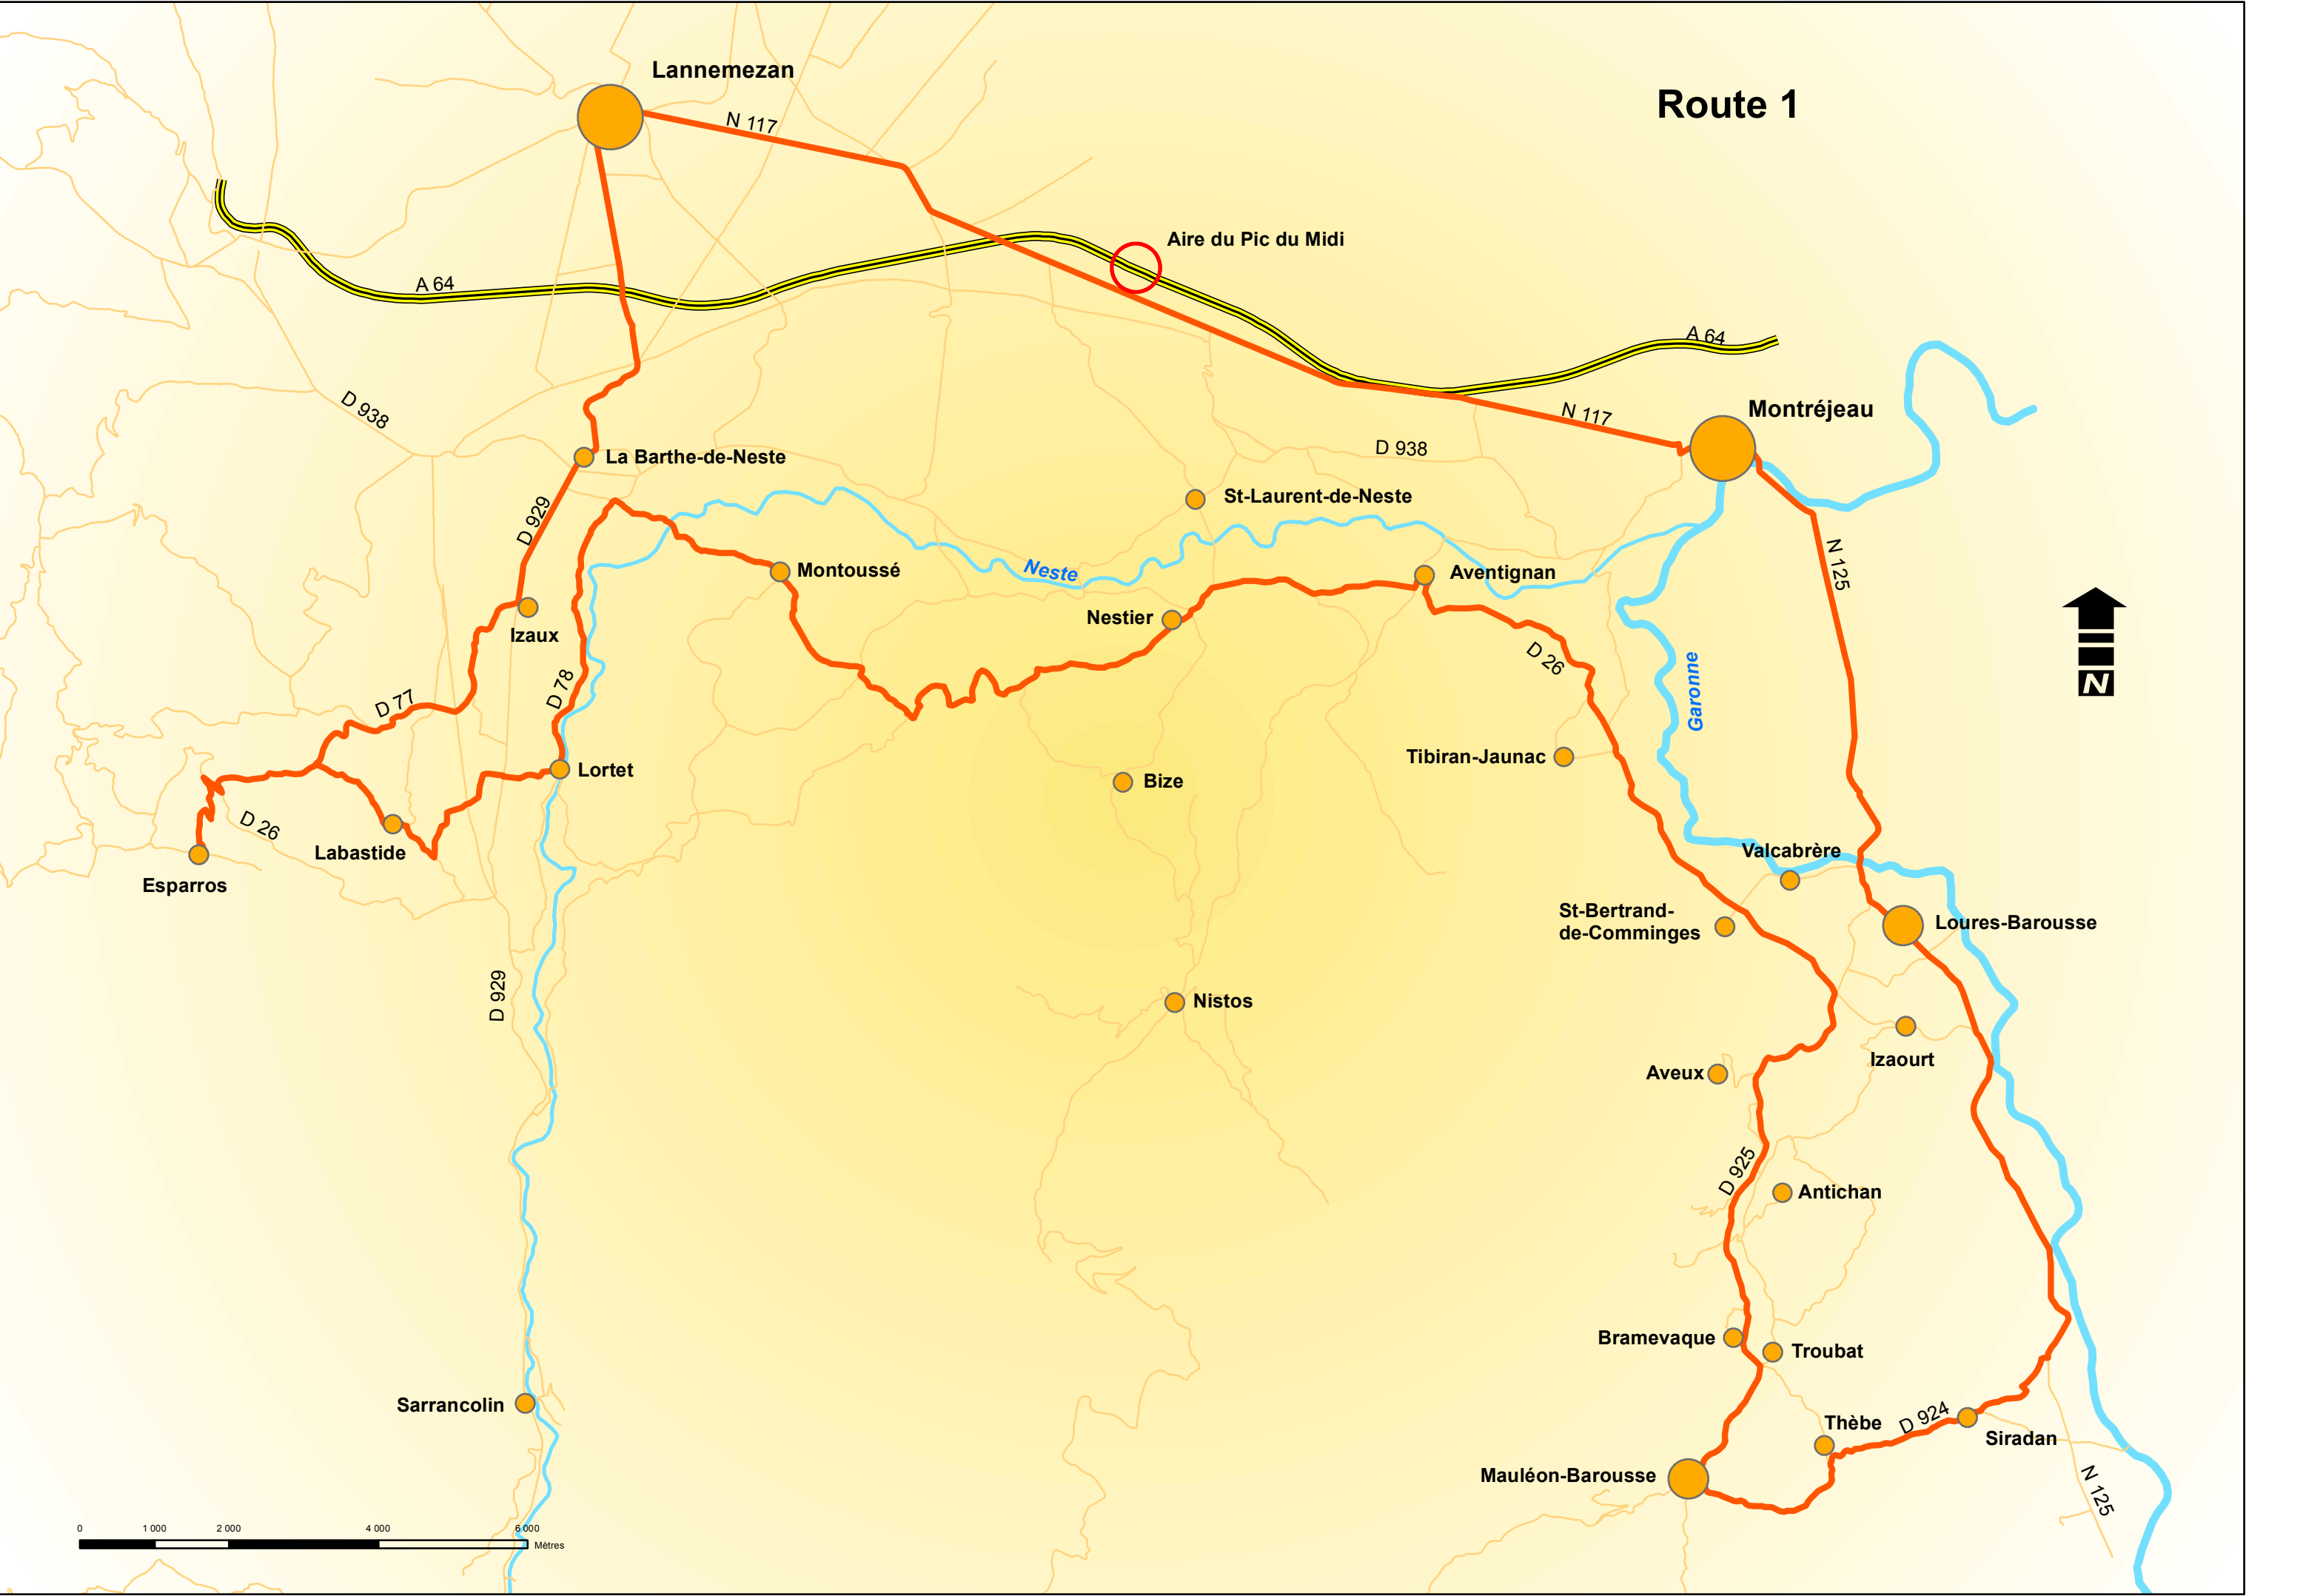 Lannemezan
Route 1
N 117
Aire du Pic du Midi
A 64
A 64
D 938
N 117
Montréjeau
D 938
La Barthe-de-Neste
St-Laurent-de-Neste
D 929
Montoussé
Neste
Aventignan
N 125
Izaux
Nestier
D 26
D 78
Garonne
N
D 77
Tibiran-Jaunac
Lortet
Bize
D 26
Labastide
Valcabrère
Esparros
St-Bertrand-
de-Comminges
Loures-Barousse
D 929
Nistos
Izaourt
Aveux
D 925
Antichan
Bramevaque
Troubat
Sarrancolin
Thèbe
D 924
Siradan
Mauléon-Barousse
N 125
0 1 000 2 000 4 000 6 000
Mètres